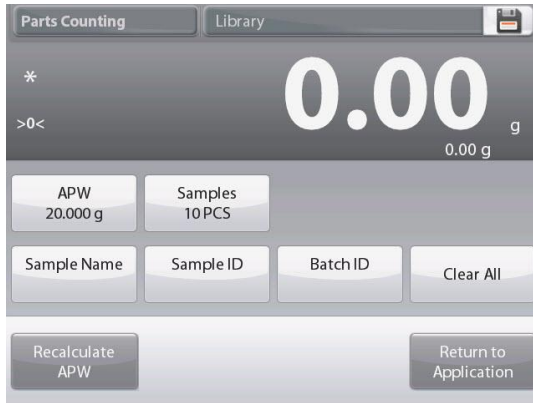 Parts Counting
Library
*
>0<
0.00 g
0.00 g
APW
20.000 g
Samples
10 PCS
Sample Name
Sample ID
Batch ID
Clear All
Recalculate
APW
Return to
Application